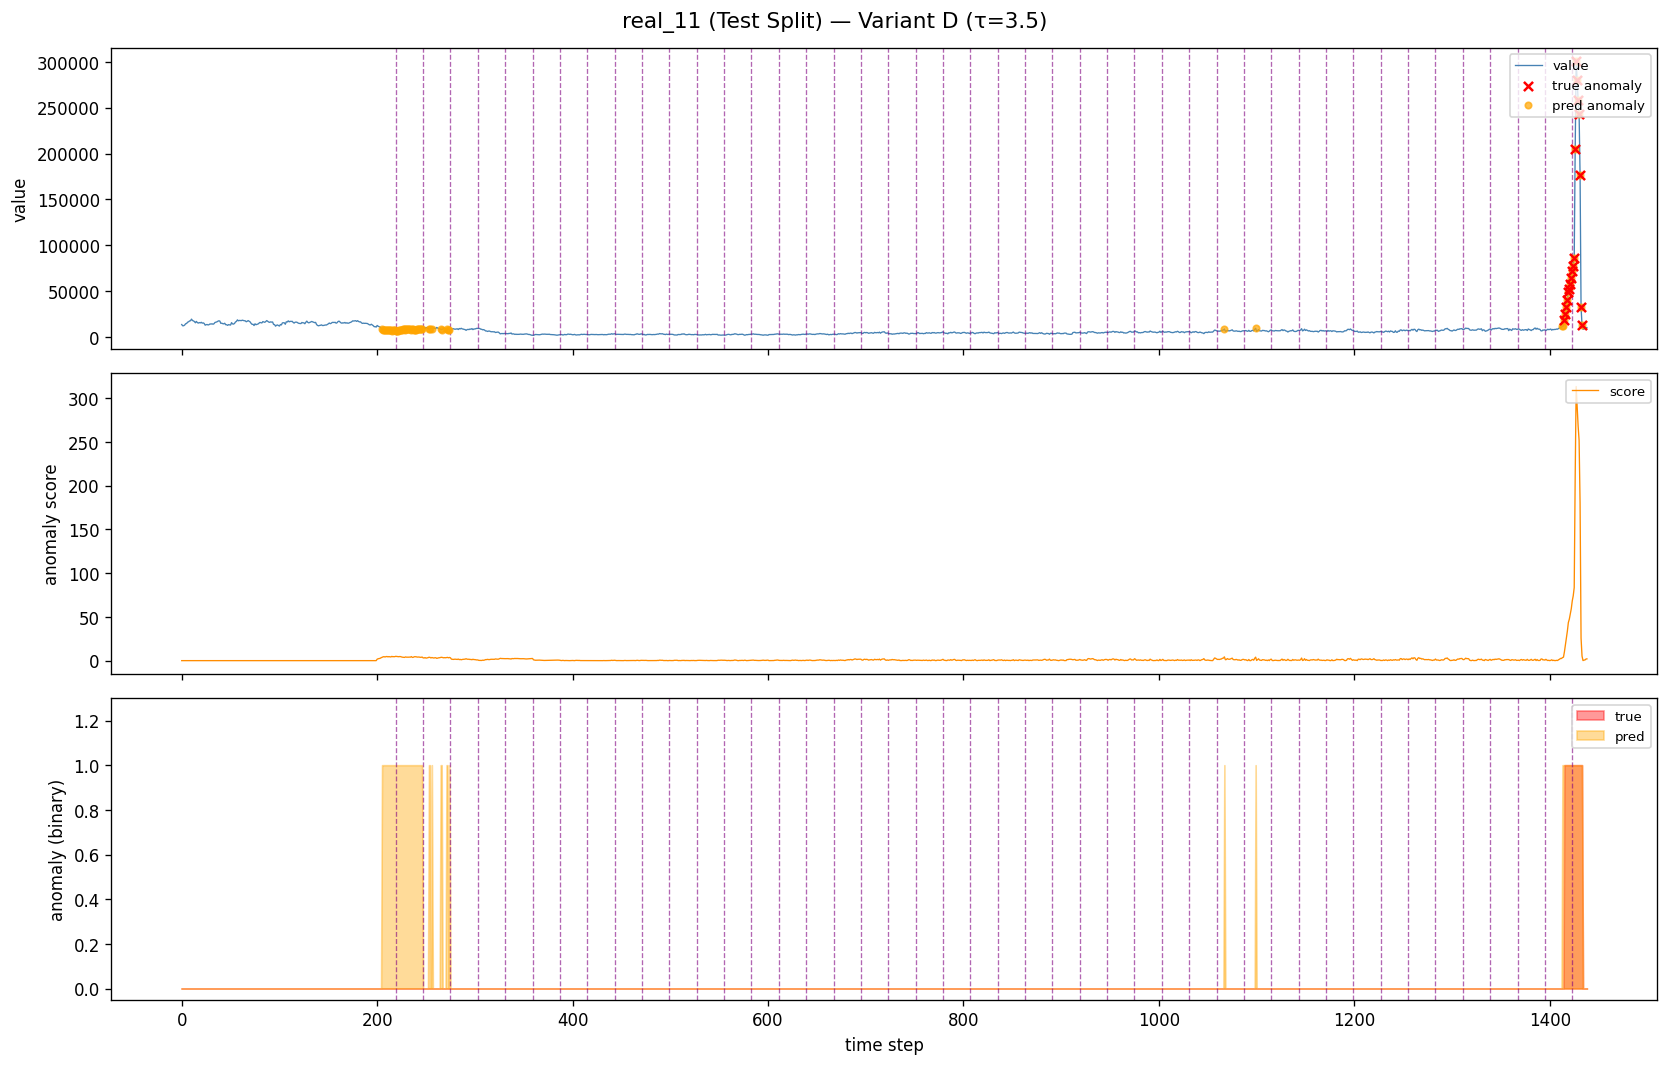 real_11 (Test Split) — Variant D (τ=3.5)
300000
250000
200000
150000
100000
50000
0
value
value
true anomaly
pred anomaly
300
250
200
150
100
50
0
anomaly score
score
1.2
1.0
0.8
0.6
0.4
0.2
0.0
anomaly (binary)
true
pred
0
200
400
600
800
1000
1200
1400
time step